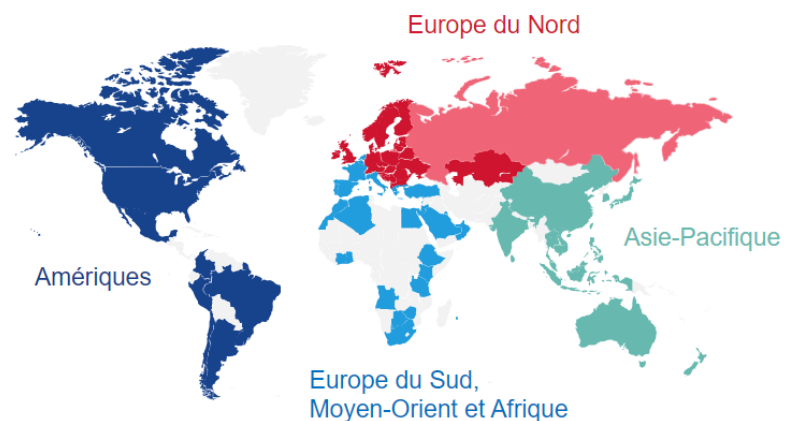 Europe du Nord
Asie-Pacifique
Amériques
Europe du Sud,
Moyen-Orient et Afrique